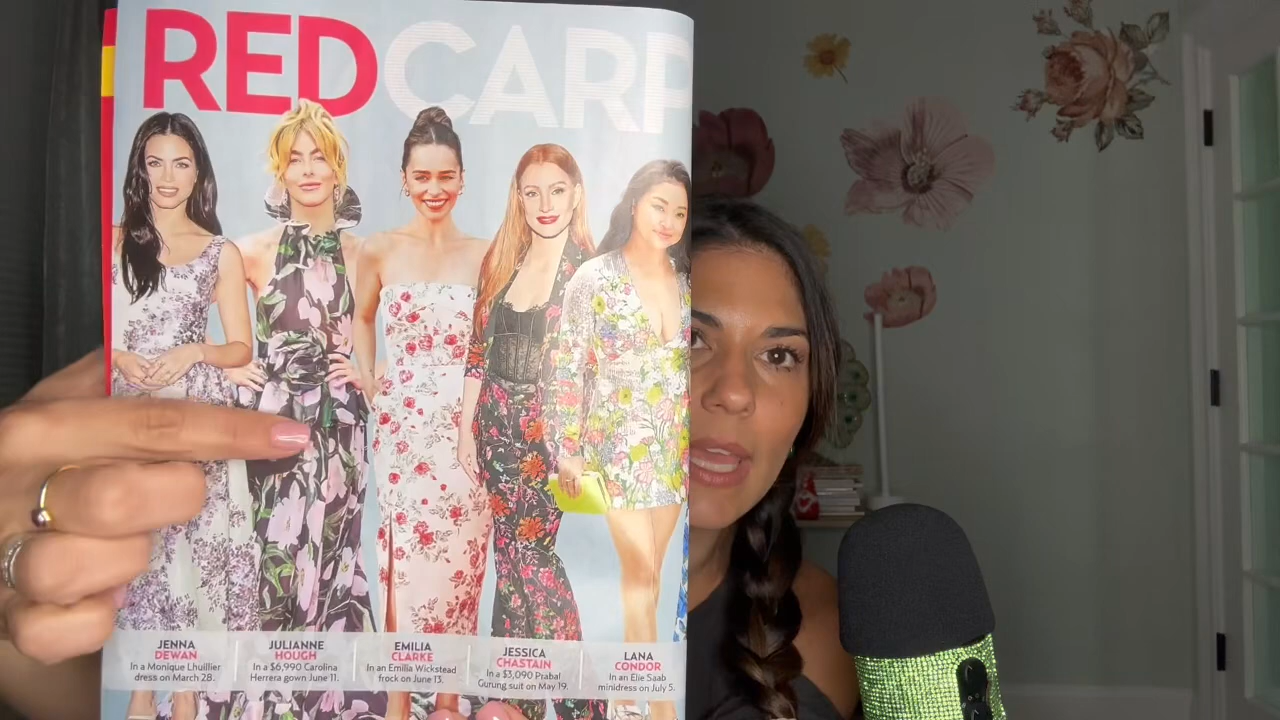 RED CARP
JENNA
DEWAN
In a Monique Lhuillier
dress on March 28.
JULIANNE
HOUGH
In a $6,990 Carolina
Herrera gown June 11.
EMILIA
CLARKE
In an Emilia Wickstead
frock on June 13.
JESSICA
CHASTAIN
In a $3,090 Prabal
Gurung suit on May 19.
LANA
CONDOR
In an Elie Saab
minidress on July 5.